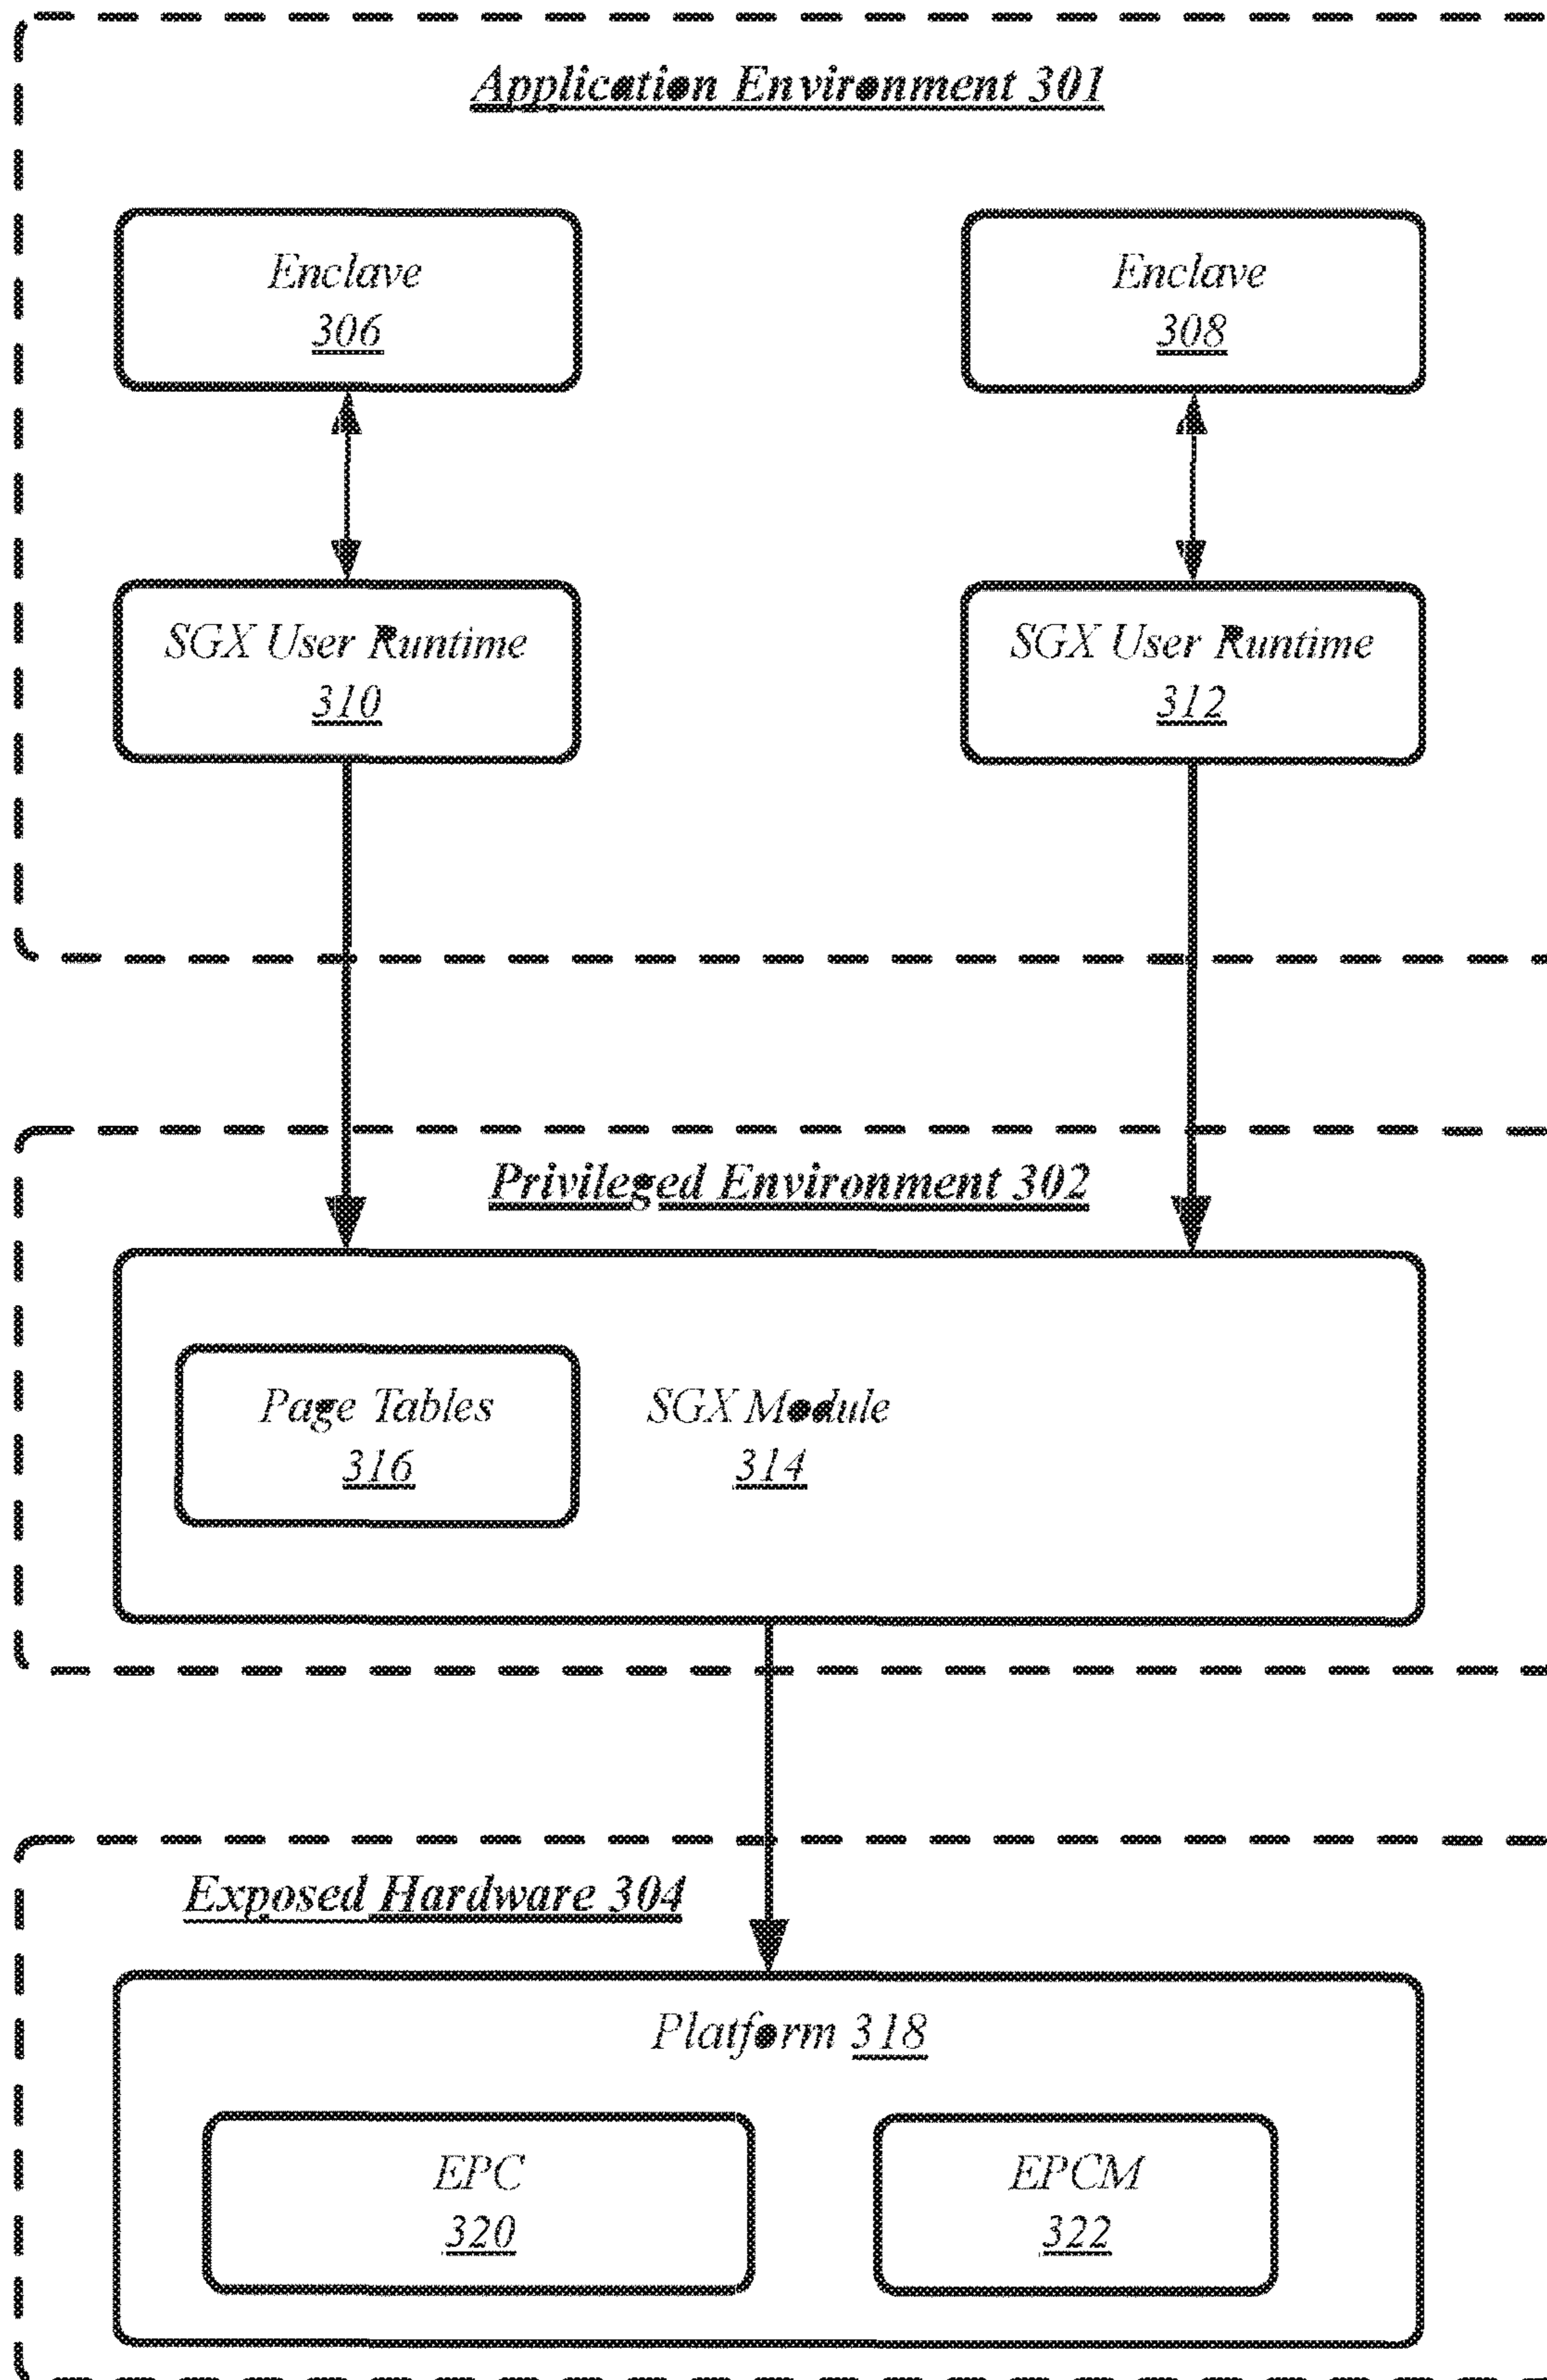 Application Environment 301
Enclave
306
Enclave
308
SGX User Runtime
310
SGX User Runtime
312
Privileged Environment 302
Page Tables
316
SGX Module
314
Exposed Hardware 304
Platform 318
EPC
320
EPCM
322